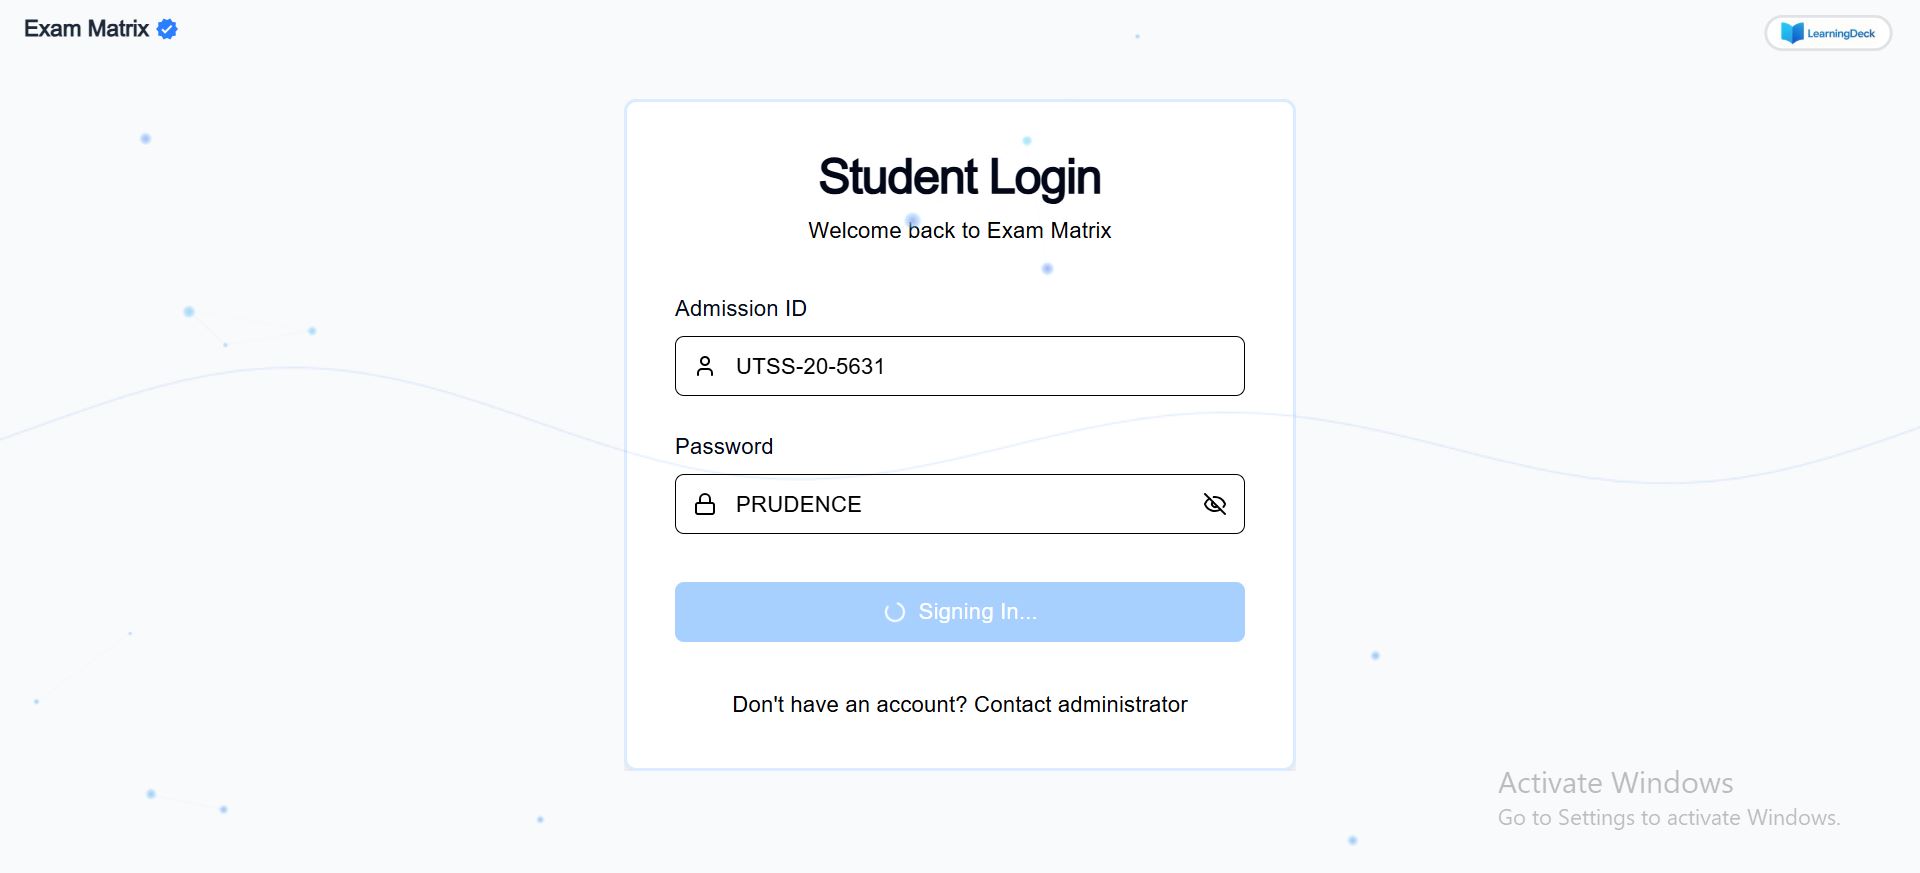 Exam Matrix
LearningDeck
Student Login
Welcome back to Exam Matrix
Admission ID
UTSS-20-5631
Password
PRUDENCE
Signing In...
Don't have an account? Contact administrator
Activate Windows
Go to Settings to activate Windows.